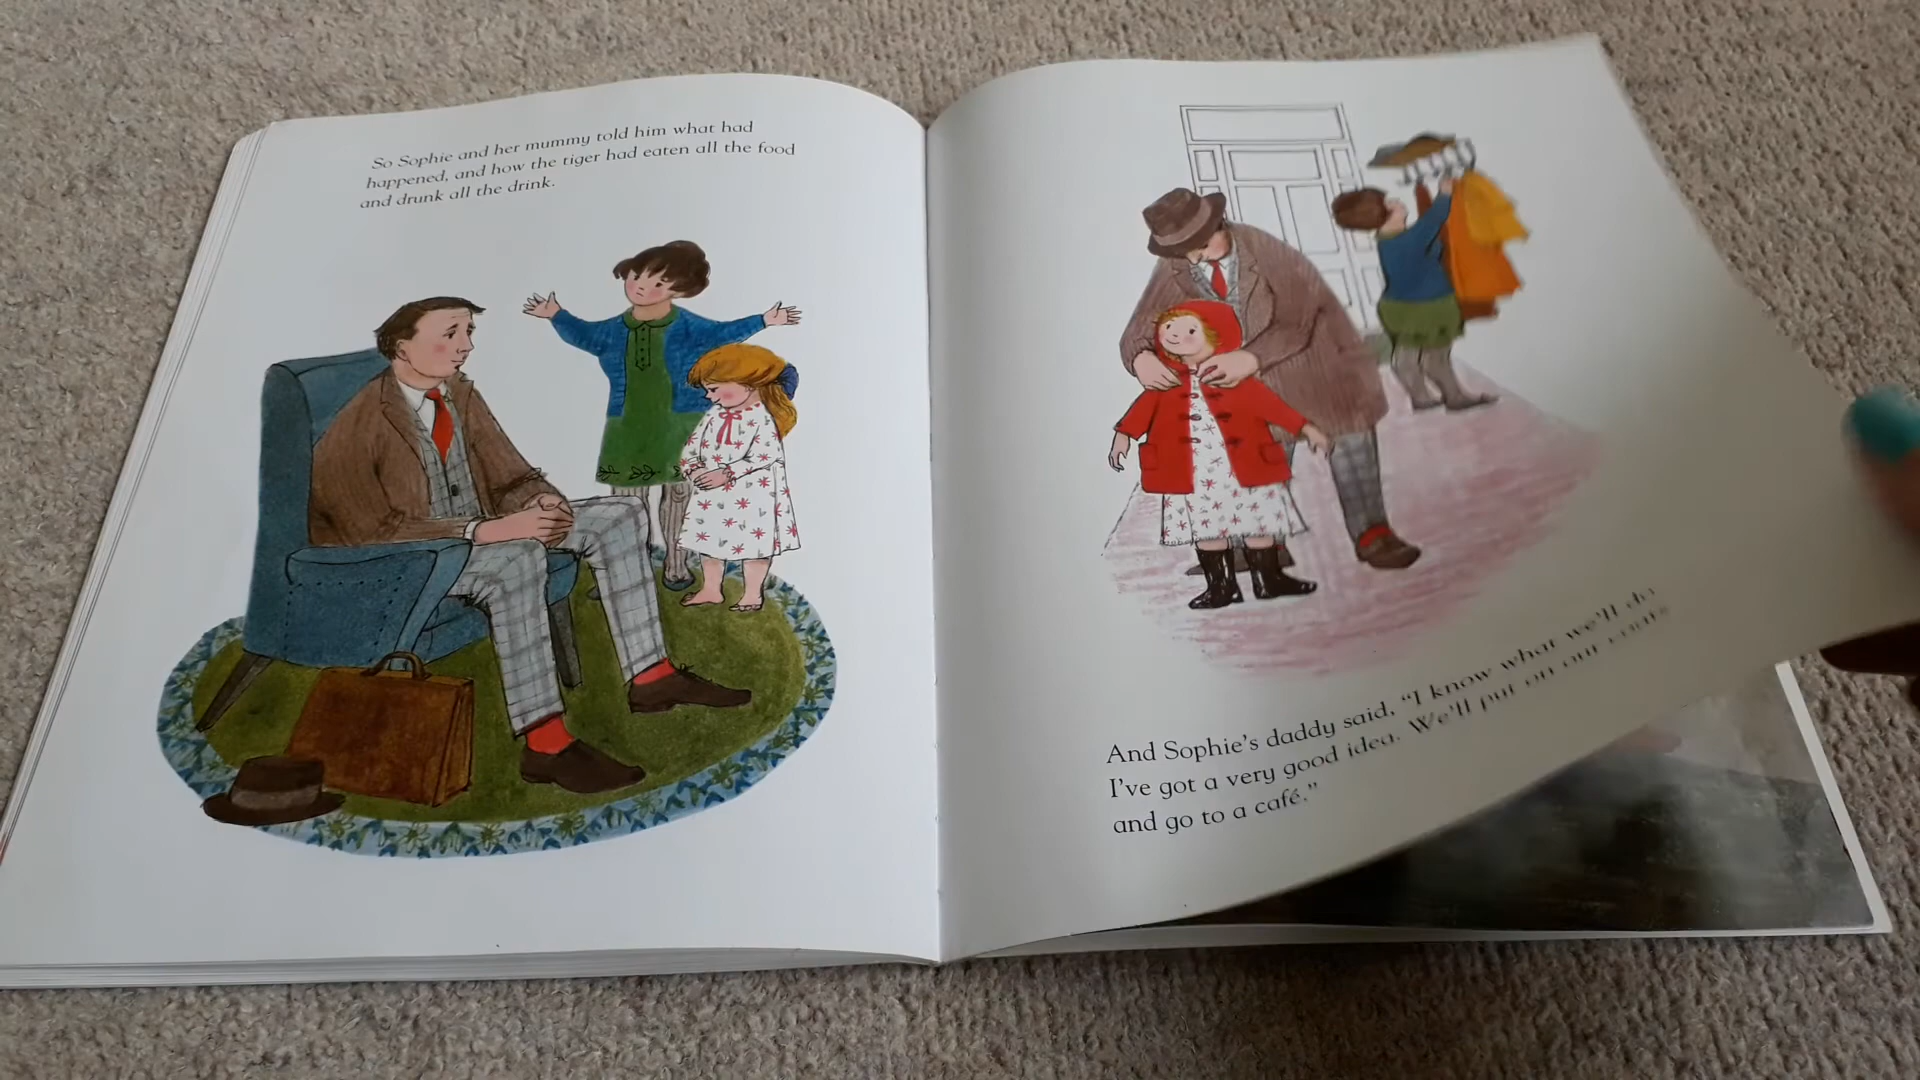 So Sophie and her mummy told him what had
happened, and how the tiger had eaten all the food
and drunk all the drink.
And Sophie's daddy said, “I know what we'll do.
I've got a very good idea. We'll put on our coats
and go to a café.”